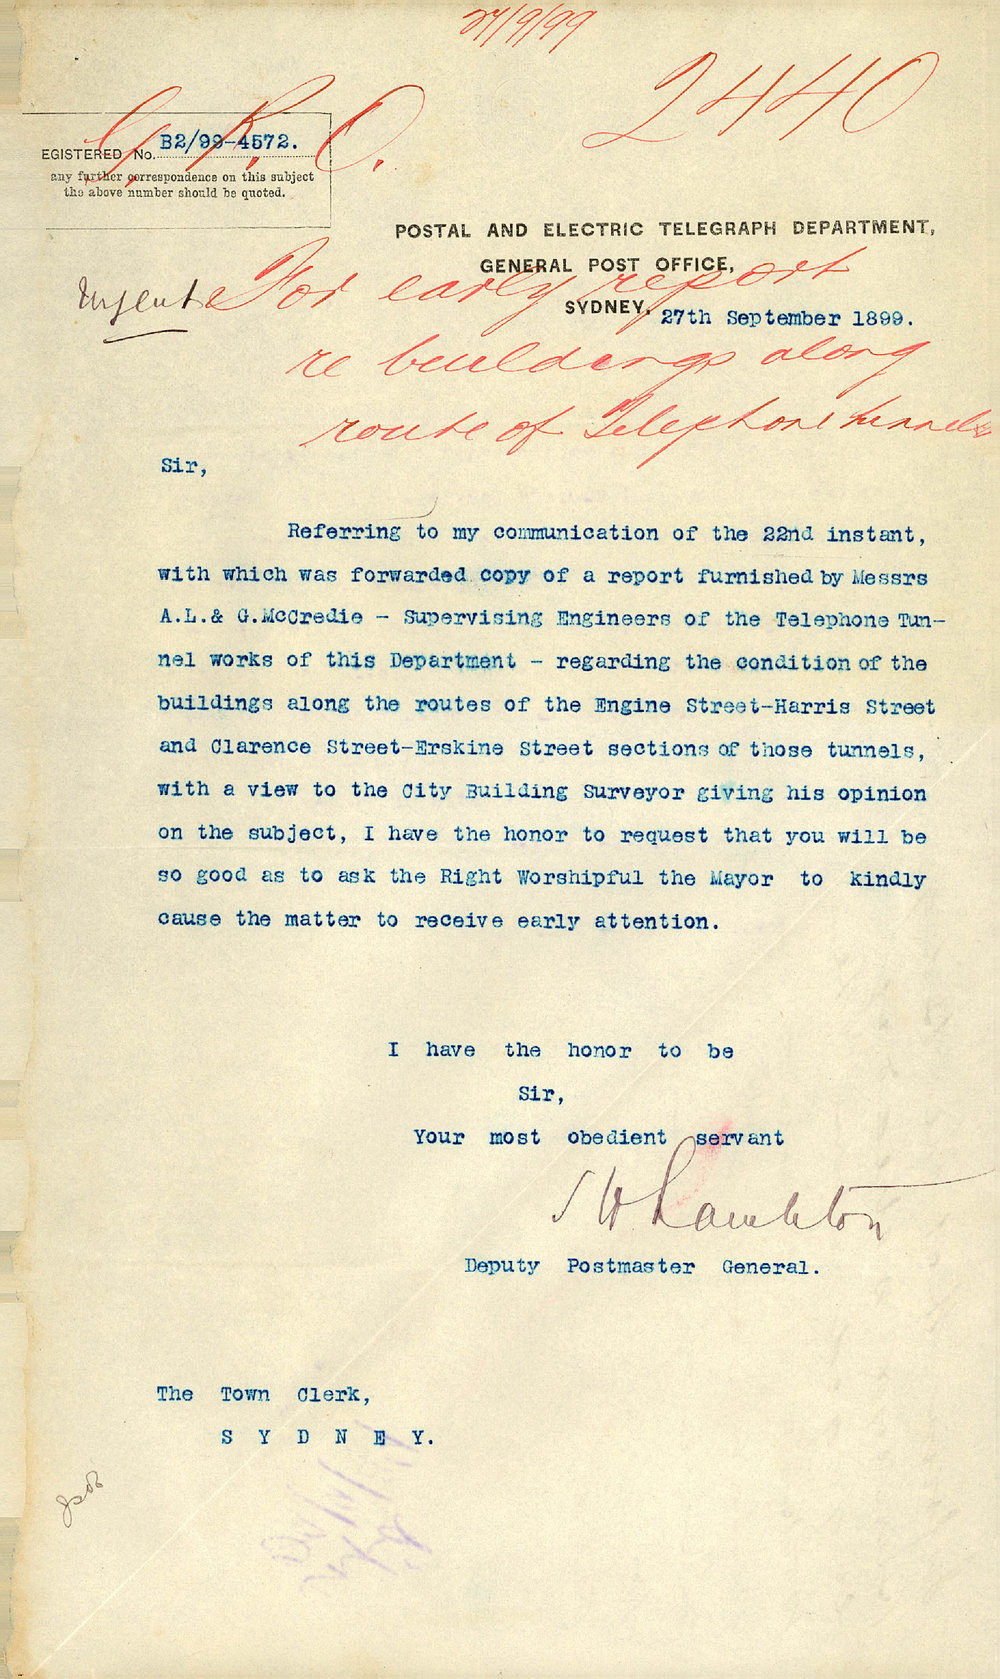 27/9/99
2440
G. P. O.
B2/99-4572.
EGISTERED No.
any further correspondence on this subject
the above number should be quoted.
POSTAL AND ELECTRIC TELEGRAPH DEPARTMENT,
GENERAL POST OFFICE,
SYDNEY, 27th September 1899.
Urgent
For early report
re buildings along
route of Telephone tunnels
Sir,
Referring to my communication of the 22nd instant,
with which was forwarded copy of a report furnished by Messrs
A.L.& G.McCredie - Supervising Engineers of the Telephone Tun-
nel works of this Department - regarding the condition of the
buildings along the routes of the Engine Street-Harris Street
and Clarence Street-Erskine Street sections of those tunnels,
with a view to the City Building Surveyor giving his opinion
on the subject, I have the honor to request that you will be
so good as to ask the Right Worshipful the Mayor to kindly
cause the matter to receive early attention.
I have the honor to be
Sir,
Your most obedient servant
S H Lambton
Deputy Postmaster General.
The Town Clerk,
S Y D N E Y.